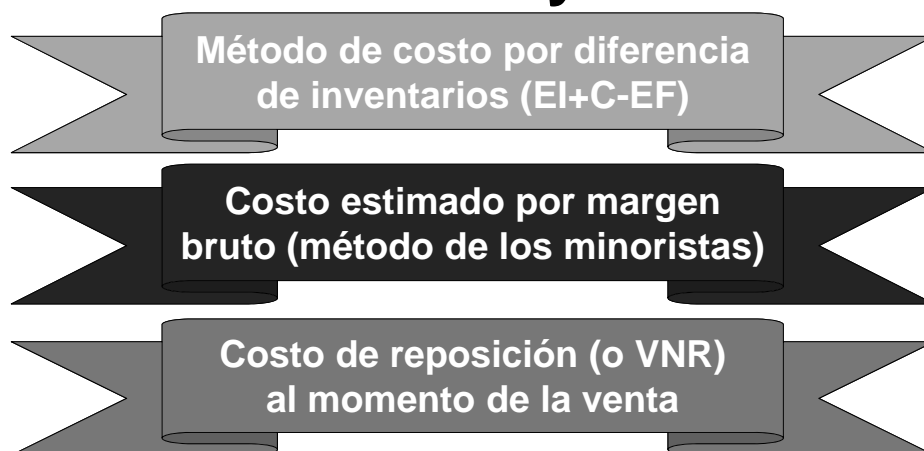 Método de costo por diferencia
de inventarios (EI+C-EF)
Costo estimado por margen
bruto (método de los minoristas)
Costo de reposición (o VNR)
al momento de la venta